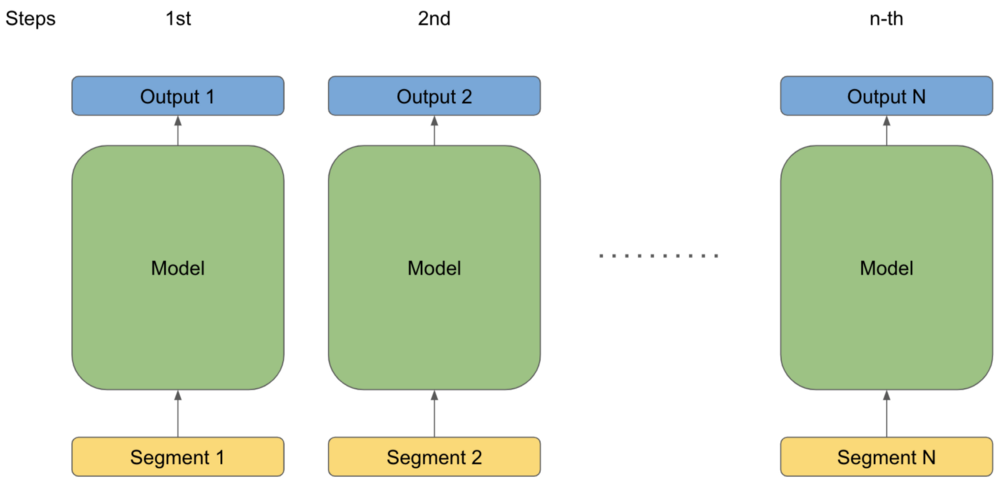 Steps 1st 2nd n-th
Output 1 Output 2 Output N
Model Model Model
Segment 1 Segment 2 Segment N